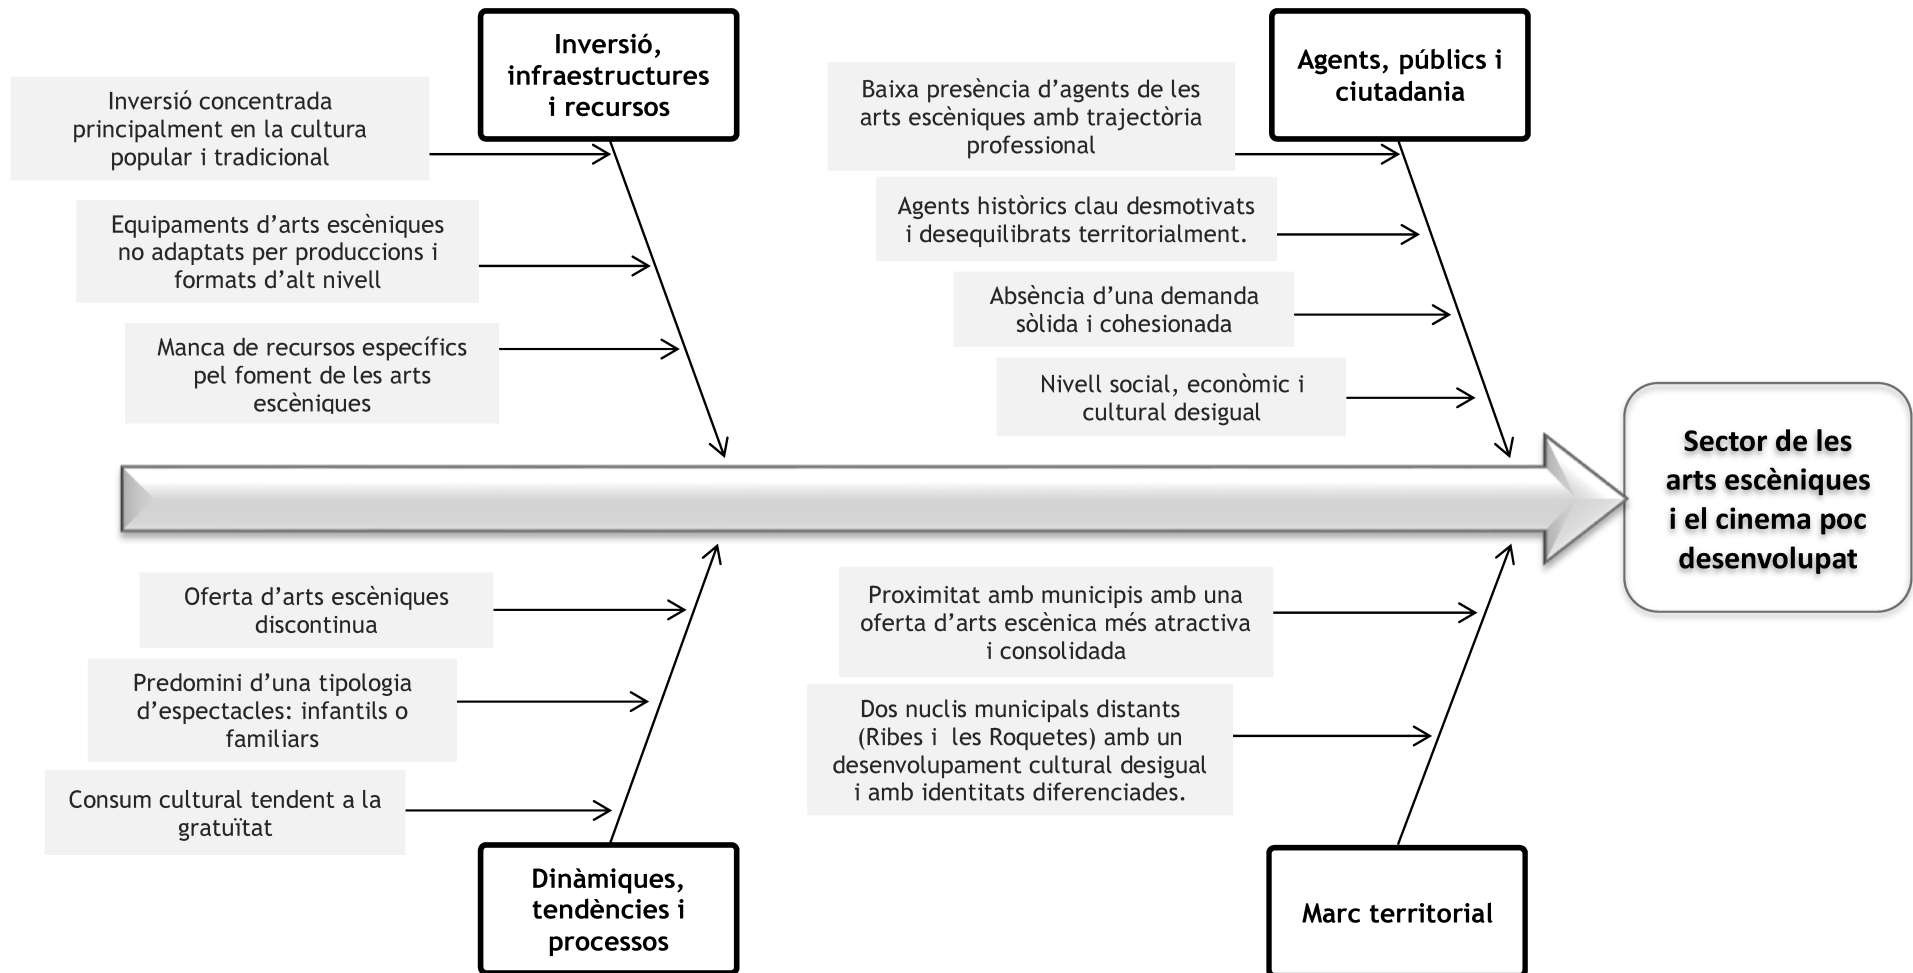 Inversió,
infraestructures
i recursos
Inversió concentrada
principalment en la cultura
popular i tradicional
Equipaments d’arts escèniques
no adaptats per produccions i
formats d’alt nivell
Manca de recursos específics
pel foment de les arts
escèniques
Agents, públics i
ciutadania
Baixa presència d’agents de les
arts escèniques amb trajectòria
professional
Agents històrics clau desmotivats
i desequilibrats territorialment.
Absència d’una demanda
sòlida i cohesionada
Nivell social, econòmic i
cultural desigual
Sector de les
arts escèniques
i el cinema poc
desenvolupat
Oferta d’arts escèniques
discontinua
Predomini d’una tipologia
d’espectacles: infantils o
familiars
Consum cultural tendent a la
gratuïtat
Dinàmiques,
tendències i
processos
Proximitat amb municipis amb una
oferta d’arts escènica més atractiva
i consolidada
Dos nuclis municipals distants
(Ribes i  les Roquetes) amb un
desenvolupament cultural desigual
i amb identitats diferenciades.
Marc territorial